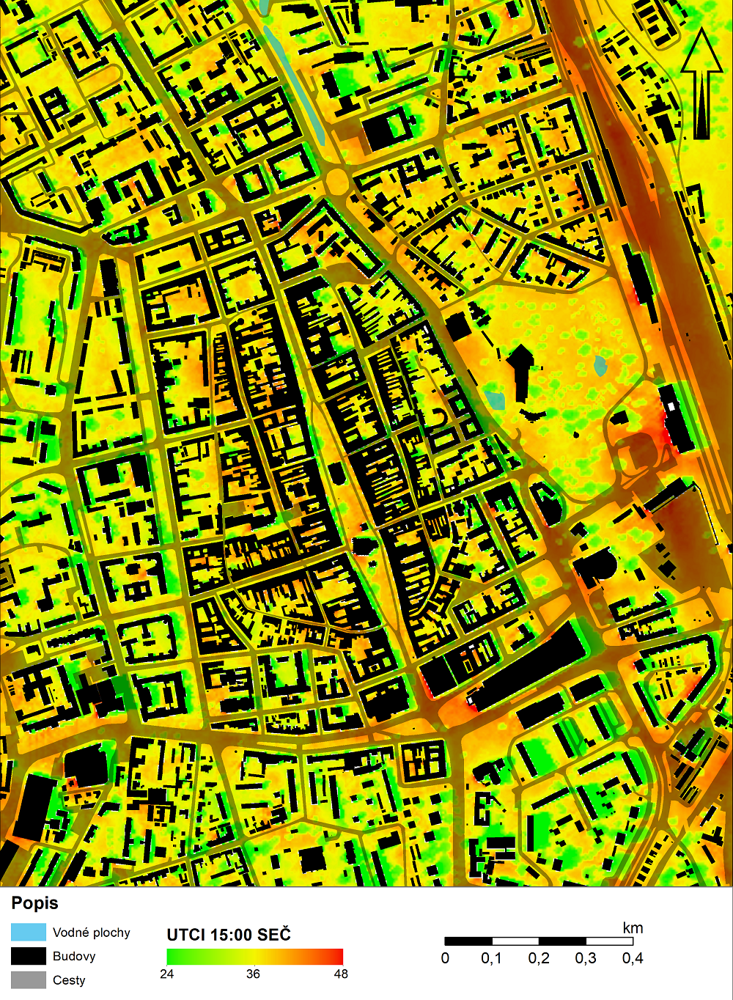 Popis
Vodné plochy
Budovy
Cesty
UTCI 15:00 SEČ
24 36 48
km
0 0,1 0,2 0,3 0,4